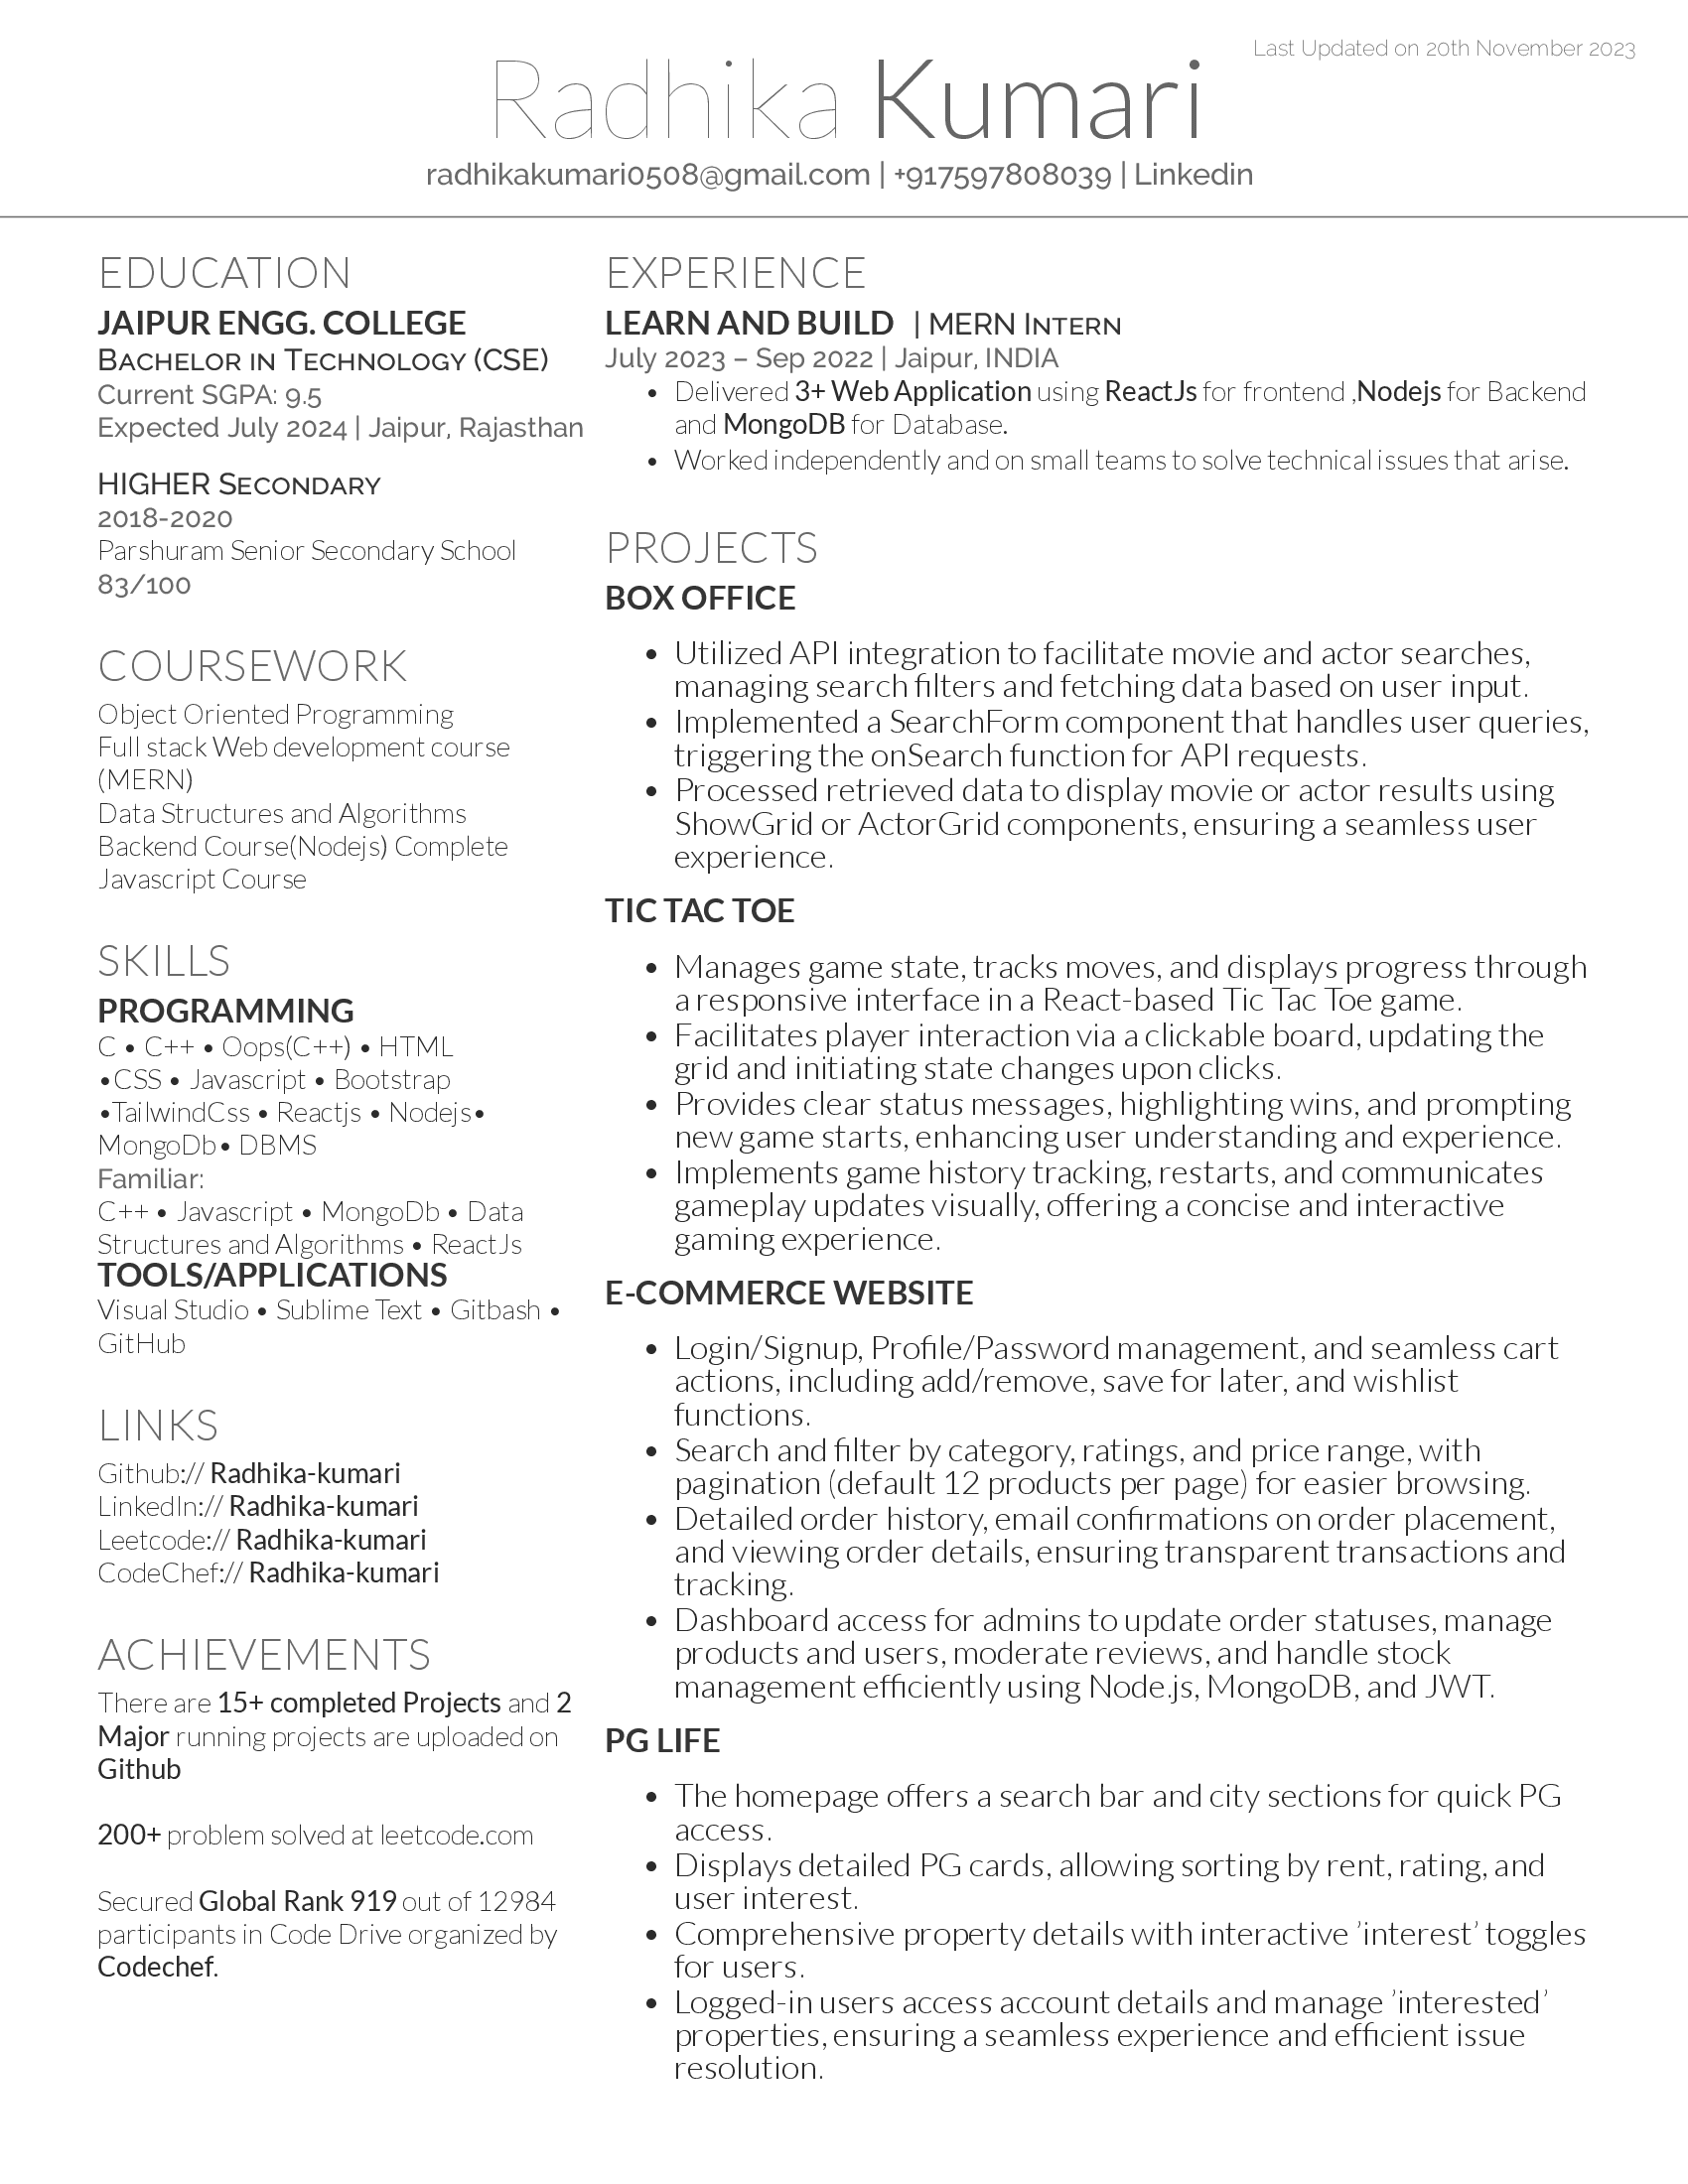 Last Updated on 20th November 2023
Radhika Kumari
radhikakumari0508@gmail.com | +917597808039 | Linkedin
EDUCATION
JAIPUR ENGG. COLLEGE
Bachelor in Technology (CSE)
Current SGPA: 9.5
Expected July 2024 | Jaipur, Rajasthan
HIGHER Secondary
2018-2020
Parshuram Senior Secondary School
83/100
COURSEWORK
Object Oriented Programming
Full stack Web development course
(MERN)
Data Structures and Algorithms
Backend Course(Nodejs) Complete
Javascript Course
SKILLS
PROGRAMMING
C • C++ • Oops(C++) • HTML
•CSS • Javascript • Bootstrap
•TailwindCss • Reactjs • Nodejs•
MongoDb• DBMS
Familiar:
C++ • Javascript • MongoDb • Data
Structures and Algorithms • ReactJs
TOOLS/APPLICATIONS
Visual Studio • Sublime Text • Gitbash •
GitHub
LINKS
Github:// Radhika-kumari
LinkedIn:// Radhika-kumari
Leetcode:// Radhika-kumari
CodeChef:// Radhika-kumari
ACHIEVEMENTS
There are 15+ completed Projects and 2
Major running projects are uploaded on
Github
200+ problem solved at leetcode.com
Secured Global Rank 919 out of 12984
participants in Code Drive organized by
Codechef.
EXPERIENCE
LEARN AND BUILD | MERN Intern
July 2023 – Sep 2022 | Jaipur, INDIA
• Delivered 3+ Web Application using ReactJs for frontend ,Nodejs for Backend
and MongoDB for Database.
• Worked independently and on small teams to solve technical issues that arise.
PROJECTS
BOX OFFICE
• Utilized API integration to facilitate movie and actor searches,
managing search filters and fetching data based on user input.
• Implemented a SearchForm component that handles user queries,
triggering the onSearch function for API requests.
• Processed retrieved data to display movie or actor results using
ShowGrid or ActorGrid components, ensuring a seamless user
experience.
TIC TAC TOE
• Manages game state, tracks moves, and displays progress through
a responsive interface in a React-based Tic Tac Toe game.
• Facilitates player interaction via a clickable board, updating the
grid and initiating state changes upon clicks.
• Provides clear status messages, highlighting wins, and prompting
new game starts, enhancing user understanding and experience.
• Implements game history tracking, restarts, and communicates
gameplay updates visually, offering a concise and interactive
gaming experience.
E-COMMERCE WEBSITE
• Login/Signup, Profile/Password management, and seamless cart
actions, including add/remove, save for later, and wishlist
functions.
• Search and filter by category, ratings, and price range, with
pagination (default 12 products per page) for easier browsing.
• Detailed order history, email confirmations on order placement,
and viewing order details, ensuring transparent transactions and
tracking.
• Dashboard access for admins to update order statuses, manage
products and users, moderate reviews, and handle stock
management efficiently using Node.js, MongoDB, and JWT.
PG LIFE
• The homepage offers a search bar and city sections for quick PG
access.
• Displays detailed PG cards, allowing sorting by rent, rating, and
user interest.
• Comprehensive property details with interactive ’interest’ toggles
for users.
• Logged-in users access account details and manage ’interested’
properties, ensuring a seamless experience and efficient issue
resolution.